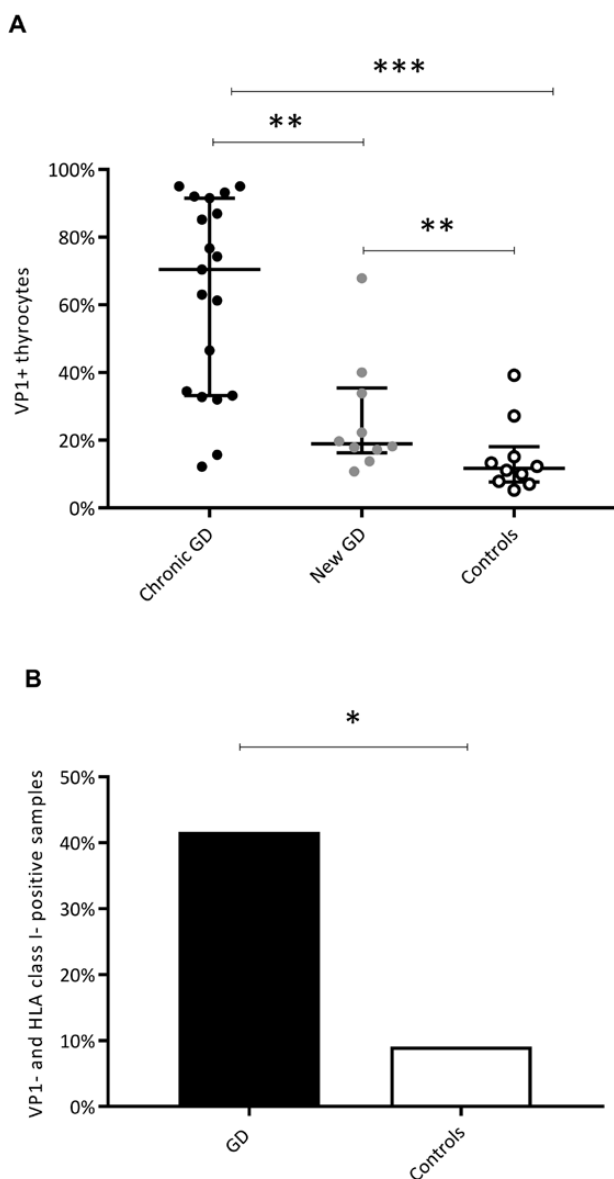 A
***
**
**
100%
80%
60%
40%
20%
0%
VP1+ thyrocytes
Chronic GD
New GD
Controls
B
*
50%
40%
30%
20%
10%
0%
VP1- and HLA class I- positive samples
GD
Controls